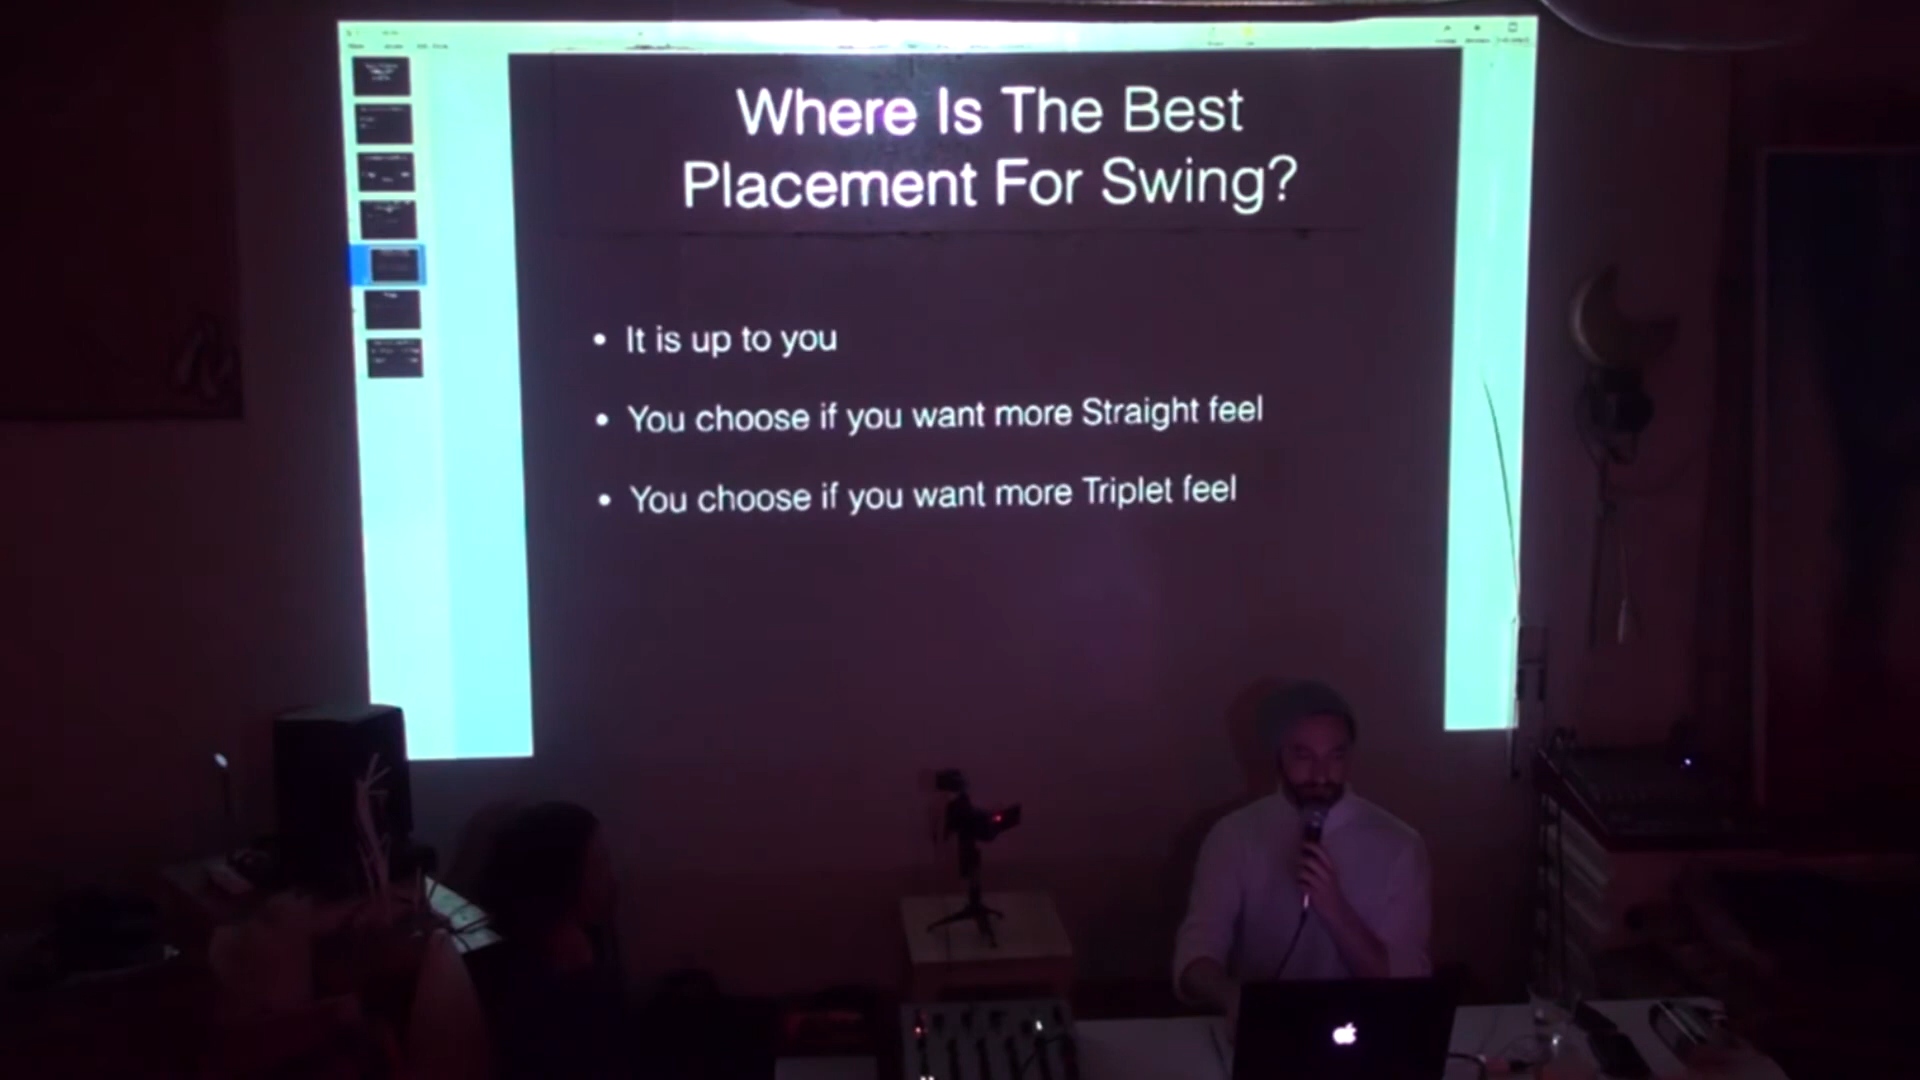 Where Is The Best
Placement For Swing?
• It is up to you
• You choose if you want more Straight feel
• You choose if you want more Triplet feel